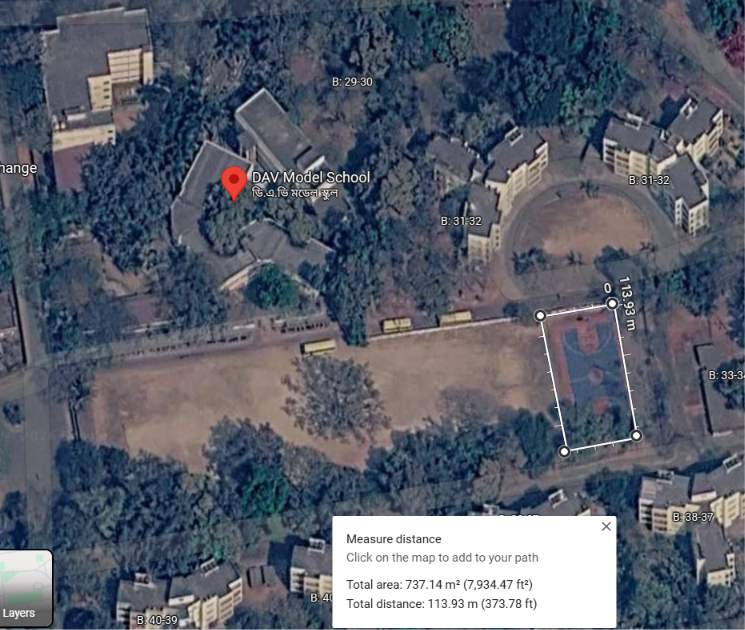 B: 29-30
hange
DAV Model School
ডি.এ.ভি মডেল স্কুল
B: 31-32
B: 31-32
0
113.93 m
B: 33-3
B: 38-37
B: 40
B: 40-39
Layers
Measure distance
Click on the map to add to your path
Total area: 737.14 m² (7,934.47 ft²)
Total distance: 113.93 m (373.78 ft)